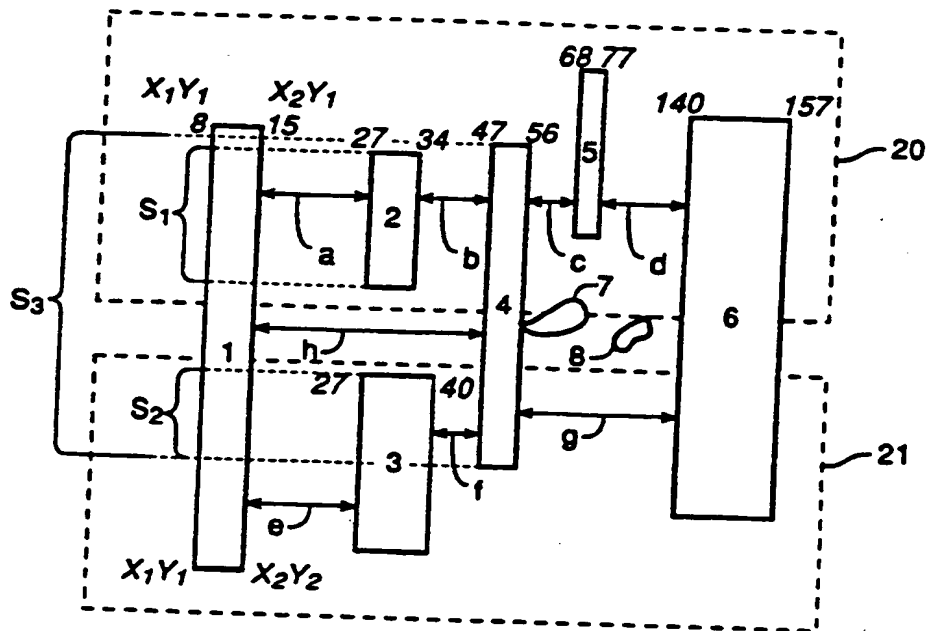 68 77
X₁Y₁ X₂Y₁ 140 157
8 15 27 34 47 56 5 20
S₁ a 2 b c d
S₃ 4 7 6
h 8
1
S₂ 27 40 g
3 f 21
e
X₁Y₁ X₂Y₂